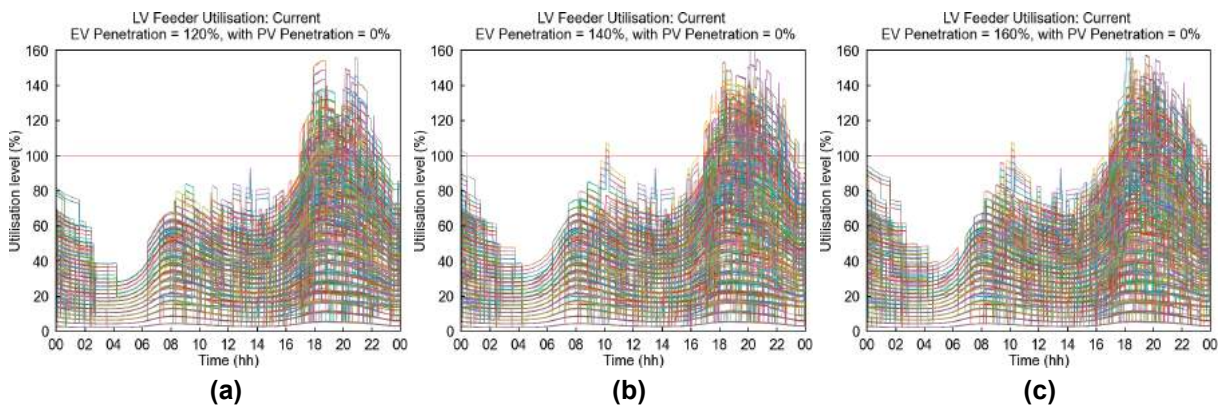 LV Feeder Utilisation: Current
EV Penetration = 120%, with PV Penetration = 0%
160
140
120
100
80
60
40
20
0
Utilisation level (%)
00 02 04 06 08 10 12 14 16 18 20 22 00
Time (hh)
(a)
LV Feeder Utilisation: Current
EV Penetration = 140%, with PV Penetration = 0%
160
140
120
100
80
60
40
20
0
Utilisation level (%)
00 02 04 06 08 10 12 14 16 18 20 22 00
Time (hh)
(b)
LV Feeder Utilisation: Current
EV Penetration = 160%, with PV Penetration = 0%
160
140
120
100
80
60
40
20
0
Utilisation level (%)
00 02 04 06 08 10 12 14 16 18 20 22 00
Time (hh)
(c)